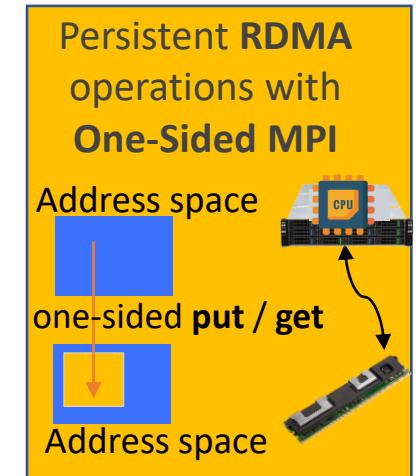 Persistent RDMA
operations with
One-Sided MPI
Address space
CPU
one-sided put / get
Address space